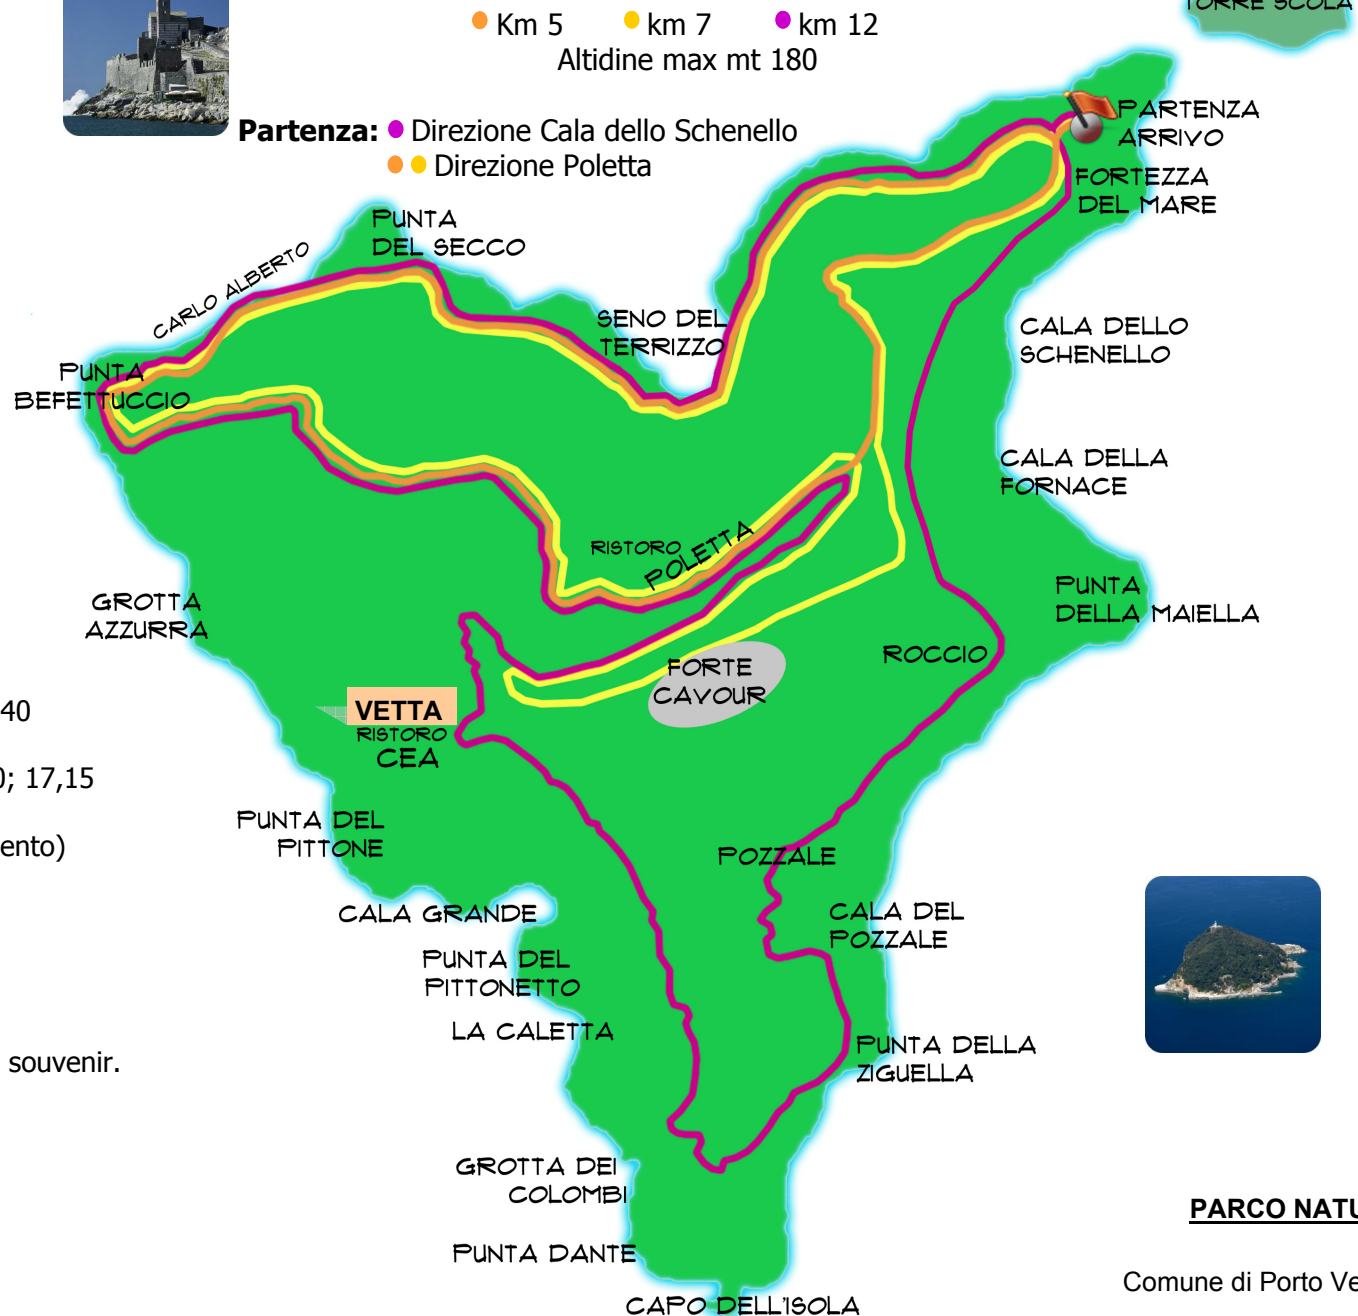 Km 5 km 7 km 12
Altidine max mt 180
TORRE SCOLA
Partenza: Direzione Cala dello Schenello
Direzione Poletta
PARTENZA
ARRIVO
FORTEZZA
DEL MARE
PUNTA
DEL SECCO
CARLO ALBERTO
SENO DEL
TERRIZZO
CALA DELLO
SCHENELLO
PUNTA
BEFETTUCCIO
CALA DELLA
FORNACE
RISTORO
POLETTA
GROTTA
AZZURRA
PUNTA
DELLA MAIELLA
ROCCIO
FORTE
CAVOUR
VETTA
RISTORO
CEA
40
; 17,15
ento)
PUNTA DEL
PITTONE
POZZALE
CALA GRANDE
CALA DEL
POZZALE
PUNTA DEL
PITTONETTO
LA CALETTA
PUNTA DELLA
ZIGUELLA
souvenir.
GROTTA DEI
COLOMBI
PUNTA DANTE
CAPO DELL'ISOLA
PARCO NATU
Comune di Porto Ve